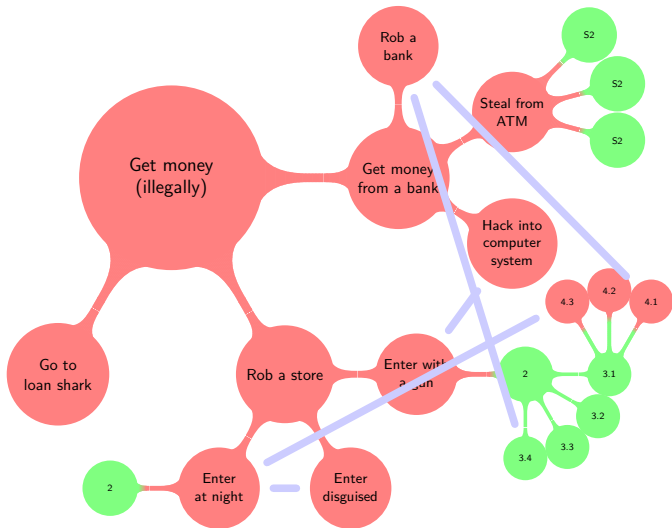 Rob a
bank
S2
S2
S2
Steal from
ATM
Get money
(illegally)
Get money
from a bank
Hack into
computer
system
4.3
4.2
4.1
Go to
loan shark
Rob a store
Enter with
a gun
2
3.1
3.2
3.3
3.4
2
Enter
at night
Enter
disguised